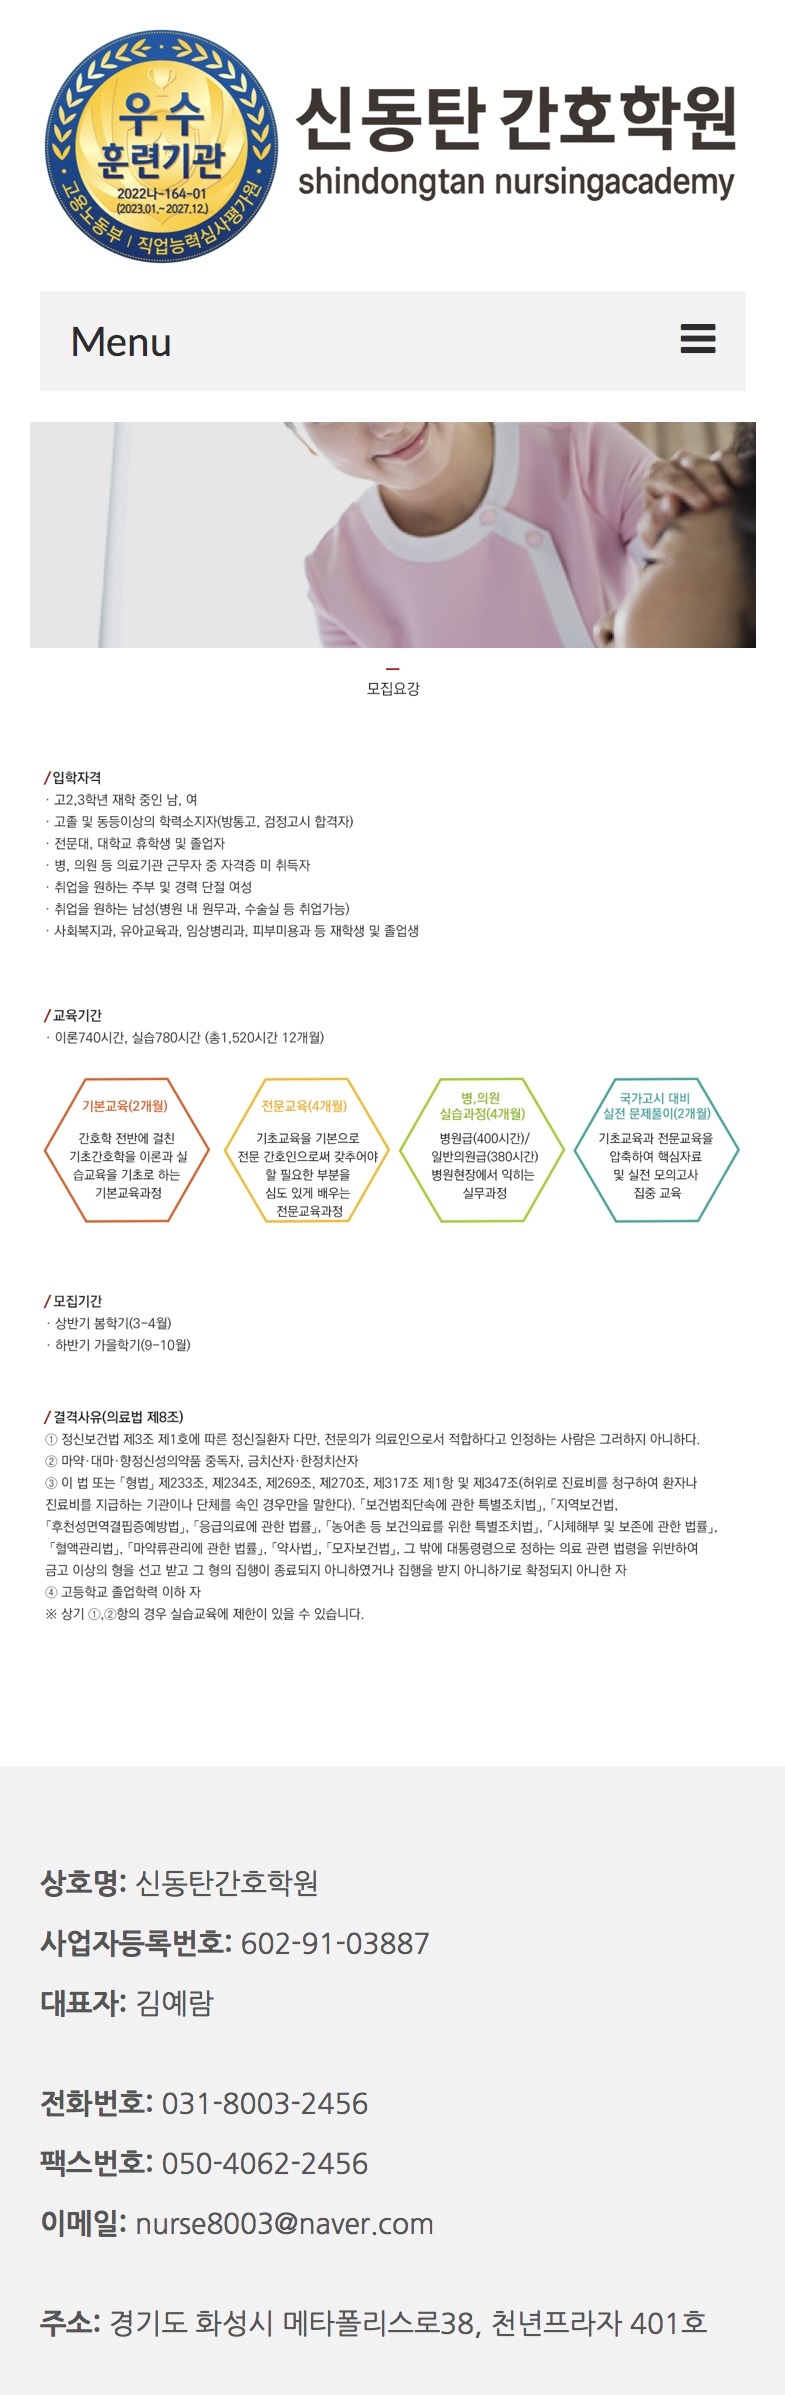 우수
훈련기관
2022나-164-01
(2023.01.~2027.12.)
고용노동부 | 직업능력심사평가원
신동탄 간호학원
shindongtan nursingacademy
Menu
모집요강
/입학자격
· 고2,3학년 재학 중인 남, 여
· 고졸 및 동등이상의 학력소지자(방통고, 검정고시 합격자)
· 전문대, 대학교 휴학생 및 졸업자
· 병, 의원 등 의료기관 근무자 중 자격증 미 취득자
· 취업을 원하는 주부 및 경력 단절 여성
· 취업을 원하는 남성(병원 내 원무과, 수술실 등 취업가능)
· 사회복지과, 유아교육과, 임상병리과, 피부미용과 등 재학생 및 졸업생
/교육기간
· 이론740시간, 실습780시간 (총1,520시간 12개월)
기본교육(2개월)
간호학 전반에 걸친
기초간호학을 이론과 실
습교육을 기초로 하는
기본교육과정
전문교육(4개월)
기초교육을 기본으로
전문 간호인으로써 갖추어야
할 필요한 부분을
심도 있게 배우는
전문교육과정
병,의원
실습과정(4개월)
병원급(400시간)/
일반의원급(380시간)
병원현장에서 익히는
실무과정
국가고시 대비
실전 문제풀이(2개월)
기초교육과 전문교육을
압축하여 핵심자료
및 실전 모의고사
집중 교육
/모집기간
· 상반기 봄학기(3-4월)
· 하반기 가을학기(9-10월)
/결격사유(의료법 제8조)
① 정신보건법 제3조 제1호에 따른 정신질환자 다만, 전문의가 의료인으로서 적합하다고 인정하는 사람은 그러하지 아니하다.
② 마약·대마·향정신성의약품 중독자, 금치산자·한정치산자
③ 이 법 또는 「형법」 제233조, 제234조, 제269조, 제270조, 제317조 제1항 및 제347조(허위로 진료비를 청구하여 환자나
진료비를 지급하는 기관이나 단체를 속인 경우만을 말한다). 「보건범죄단속에 관한 특별조치법」, 「지역보건법,
「후천성면역결핍증예방법」, 「응급의료에 관한 법률」, 「농어촌 등 보건의료를 위한 특별조치법」, 「시체해부 및 보존에 관한 법률」,
「혈액관리법」, 「마약류관리에 관한 법률」, 「약사법」, 「모자보건법」, 그 밖에 대통령령으로 정하는 의료 관련 법령을 위반하여
금고 이상의 형을 선고 받고 그 형의 집행이 종료되지 아니하였거나 집행을 받지 아니하기로 확정되지 아니한 자
④ 고등학교 졸업학력 이하 자
※ 상기 ①,②항의 경우 실습교육에 제한이 있을 수 있습니다.
상호명: 신동탄간호학원
사업자등록번호: 602-91-03887
대표자: 김예람
전화번호: 031-8003-2456
팩스번호: 050-4062-2456
이메일: nurse8003@naver.com
주소: 경기도 화성시 메타폴리스로38, 천년프라자 401호